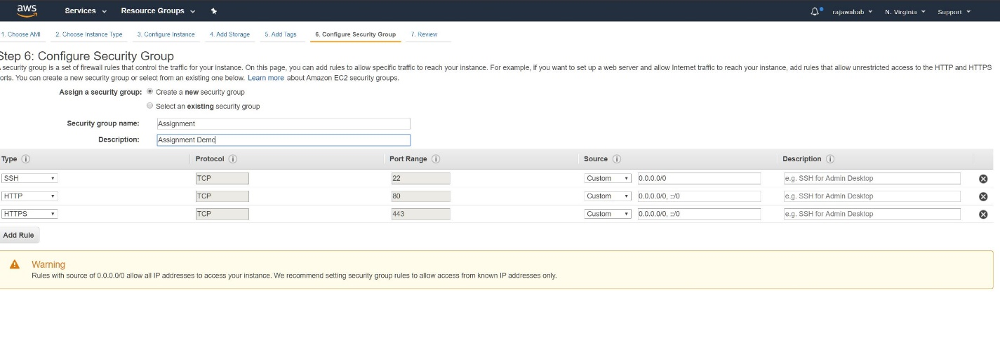 aws Services Resource Groups rajawahab N. Virginia Support
1. Choose AMI 2. Choose Instance Type 3. Configure Instance 4. Add Storage 5. Add Tags 6. Configure Security Group 7. Review
Step 6: Configure Security Group
security group is a set of firewall rules that control the traffic for your instance. On this page, you can add rules to allow specific traffic to reach your instance. For example, if you want to set up a web server and allow Internet traffic to reach your instance, add rules that allow unrestricted access to the HTTP and HTTPS
orts. You can create a new security group or select from an existing one below. Learn more about Amazon EC2 security groups.
Assign a security group: Create a new security group
Select an existing security group
Security group name: Assignment
Description: Assignment Demo
Type i Protocol i Port Range i Source i Description i
SSH TCP 22 Custom 0.0.0.0/0 e.g. SSH for Admin Desktop
HTTP TCP 80 Custom 0.0.0.0/0, ::/0 e.g. SSH for Admin Desktop
HTTPS TCP 443 Custom 0.0.0.0/0, ::/0 e.g. SSH for Admin Desktop
Add Rule
Warning
Rules with source of 0.0.0.0/0 allow all IP addresses to access your instance. We recommend setting security group rules to allow access from known IP addresses only.